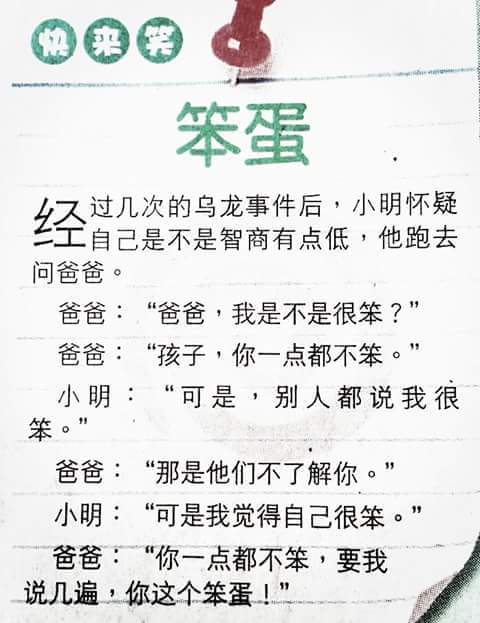 快来笑
笨蛋
经过几次的乌龙事件后，小明怀疑
自己是不是智商有点低，他跑去
问爸爸。
爸爸：“爸爸，我是不是很笨？”
爸爸：“孩子，你一点都不笨。”
小明：“可是，别人都说我很
笨。”
爸爸：“那是他们不了解你。”
小明：“可是我觉得自己很笨。”
爸爸：“你一点都不笨，要我
说几遍，你这个笨蛋！”